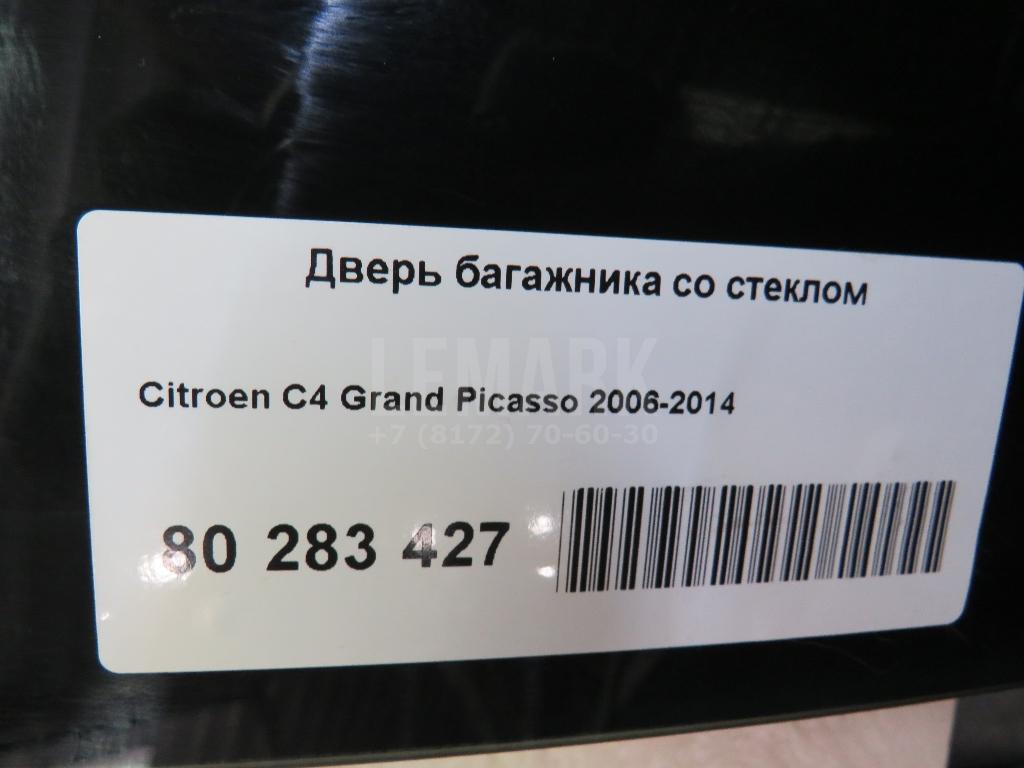 Дверь багажника со стеклом
LEMARK
Citroen C4 Grand Picasso 2006-2014
+7 (8172) 70-60-30
80 283 427